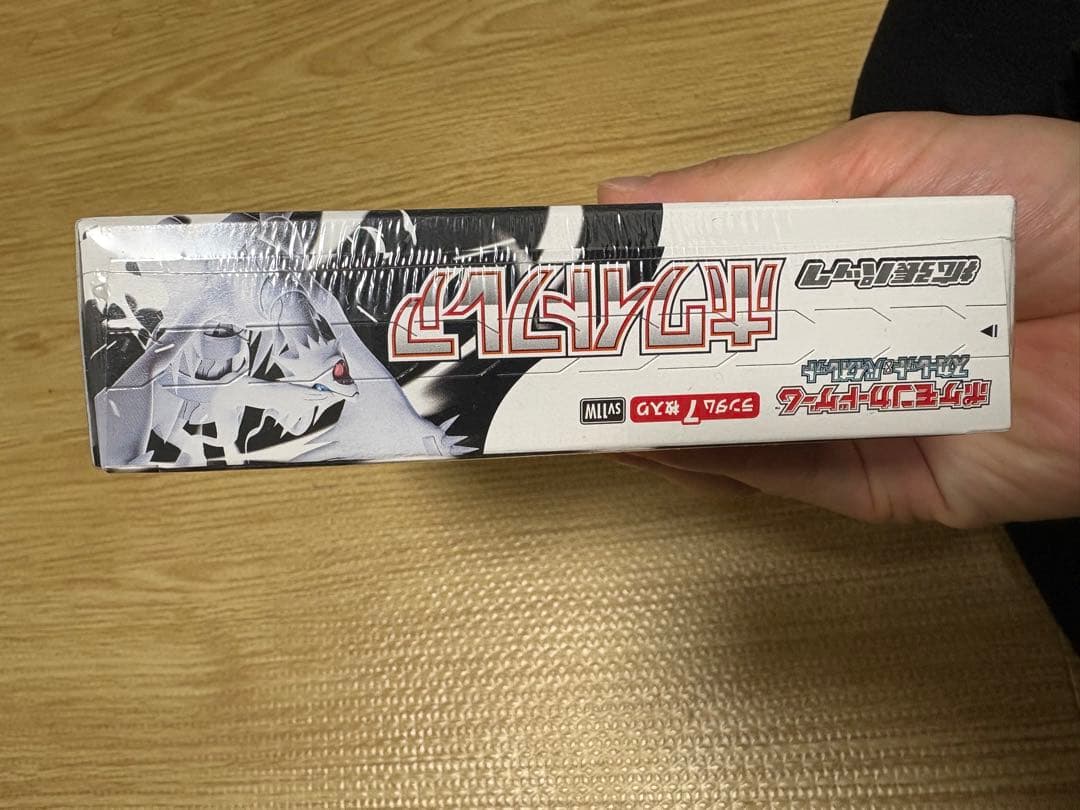 ポケモンカードゲーム
スカーレット&バイオレット
拡張パック
ホワイトフレア
ランダム7枚入り
sv11W